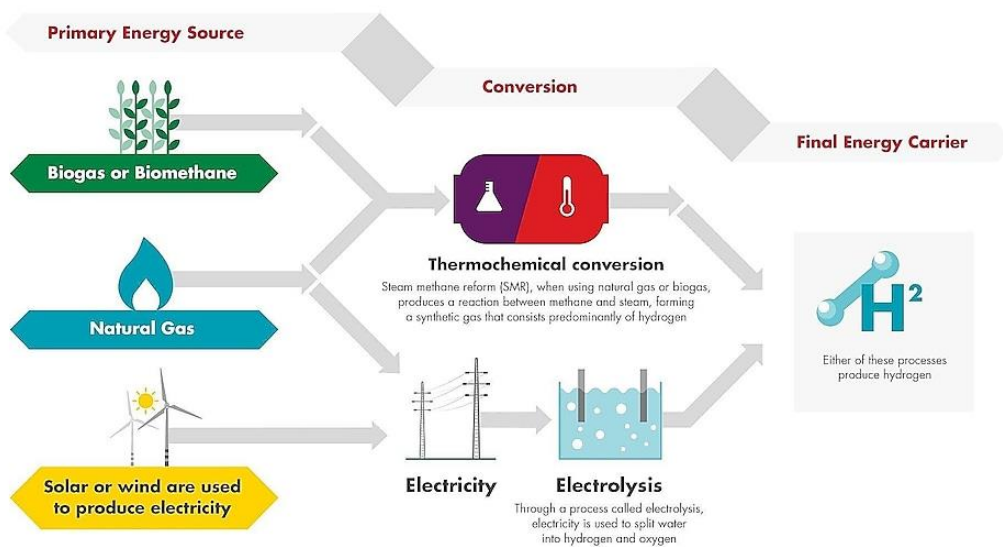 Primary Energy Source
Conversion
Final Energy Carrier
Biogas or Biomethane
Natural Gas
Solar or wind are used
to produce electricity
Thermochemical conversion
Steam methane reform (SMR), when using natural gas or biogas,
produces a reaction between methane and steam, forming
a synthetic gas that consists predominantly of hydrogen
Electricity
Electrolysis
Through a process called electrolysis,
electricity is used to split water
into hydrogen and oxygen
H²
Either of these processes
produce hydrogen